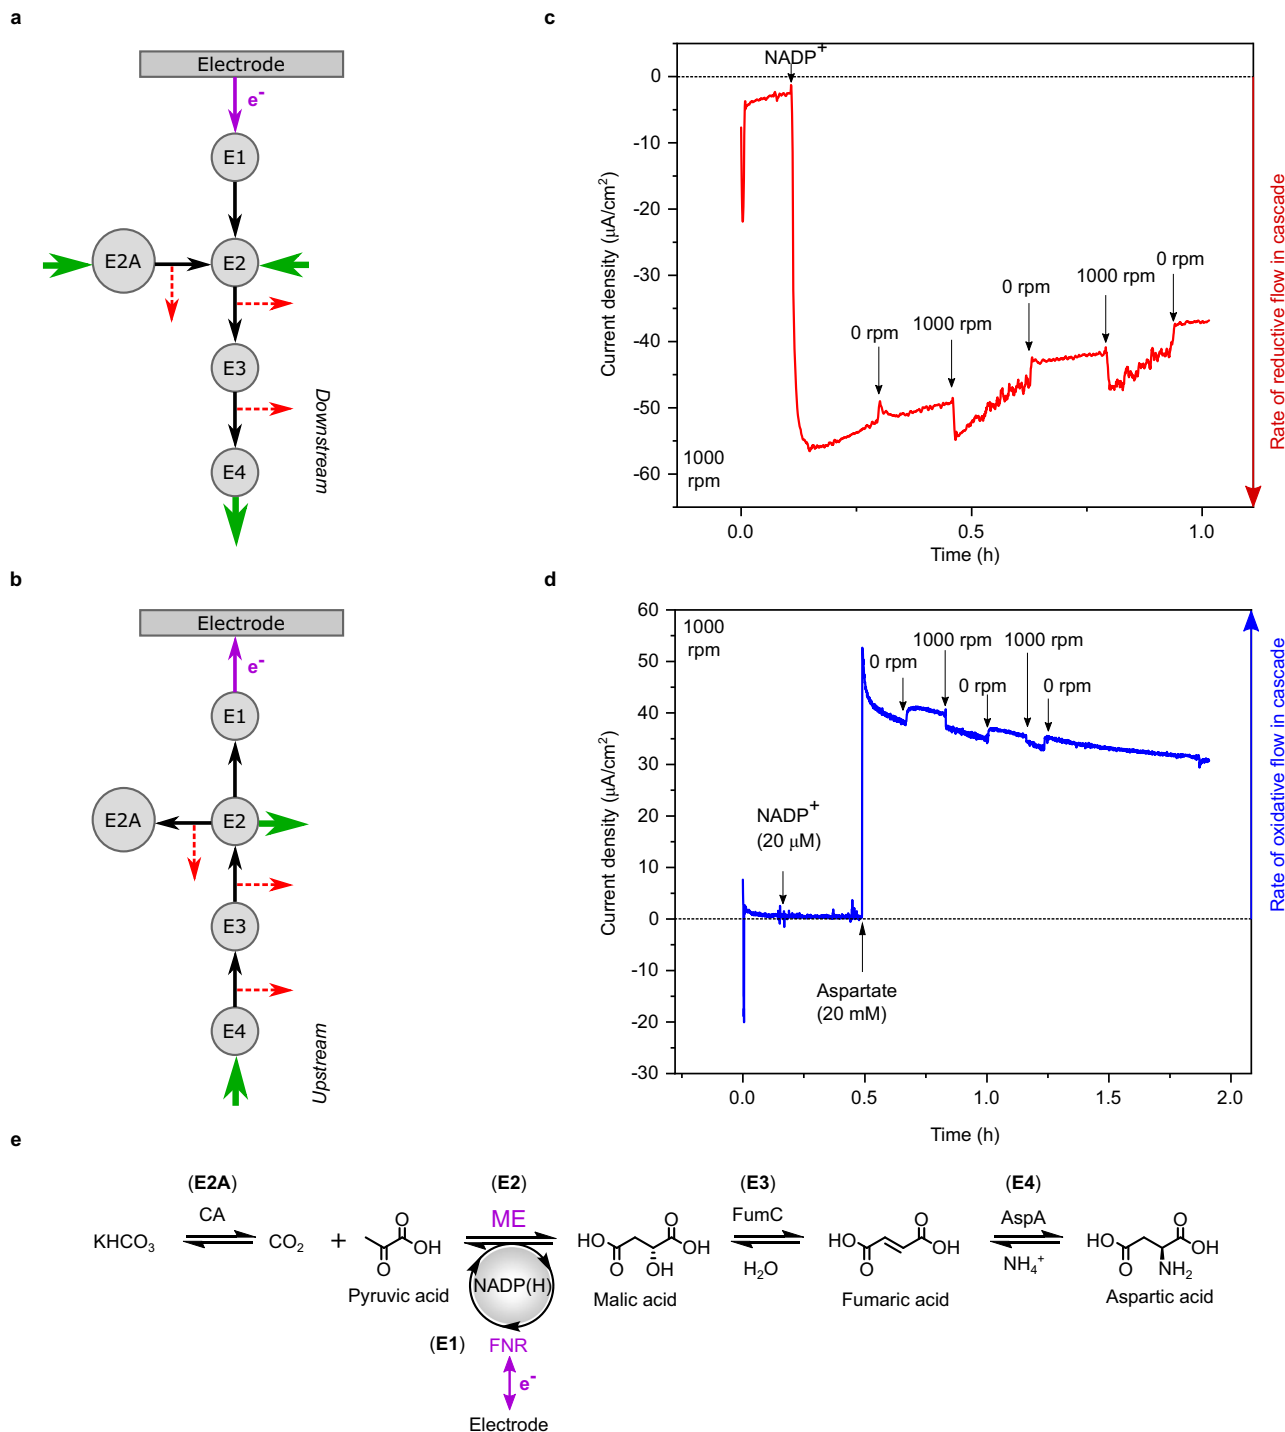 a
Electrode
e-
E1
E2A
E2
E3
E4
Downstream
b
Electrode
e-
E1
E2A
E2
E3
E4
Upstream
c
NADP+
0
-10
-20
-30
-40
-50
-60
Current density (µA/cm2)
0 rpm
1000 rpm
0 rpm
1000 rpm
0 rpm
1000
rpm
0.0
0.5
1.0
Time (h)
Rate of reductive flow in cascade
d
60
50
40
30
20
10
0
-10
-20
-30
Current density (µA/cm2)
1000
rpm
0 rpm
1000 rpm
0 rpm
1000 rpm
0 rpm
NADP+
(20 µM)
Aspartate
(20 mM)
0.0
0.5
1.0
1.5
2.0
Time (h)
Rate of oxidative flow in cascade
e
(E2A)
CA
KHCO3
CO2
+
O
OH
O
Pyruvic acid
(E2)
ME
NADP(H)
(E1)
FNR
e-
Electrode
HO
O
OH
O
OH
Malic acid
(E3)
FumC
H2O
HO
O
O
OH
Fumaric acid
(E4)
AspA
NH4+
HO
O
NH2
O
OH
Aspartic acid